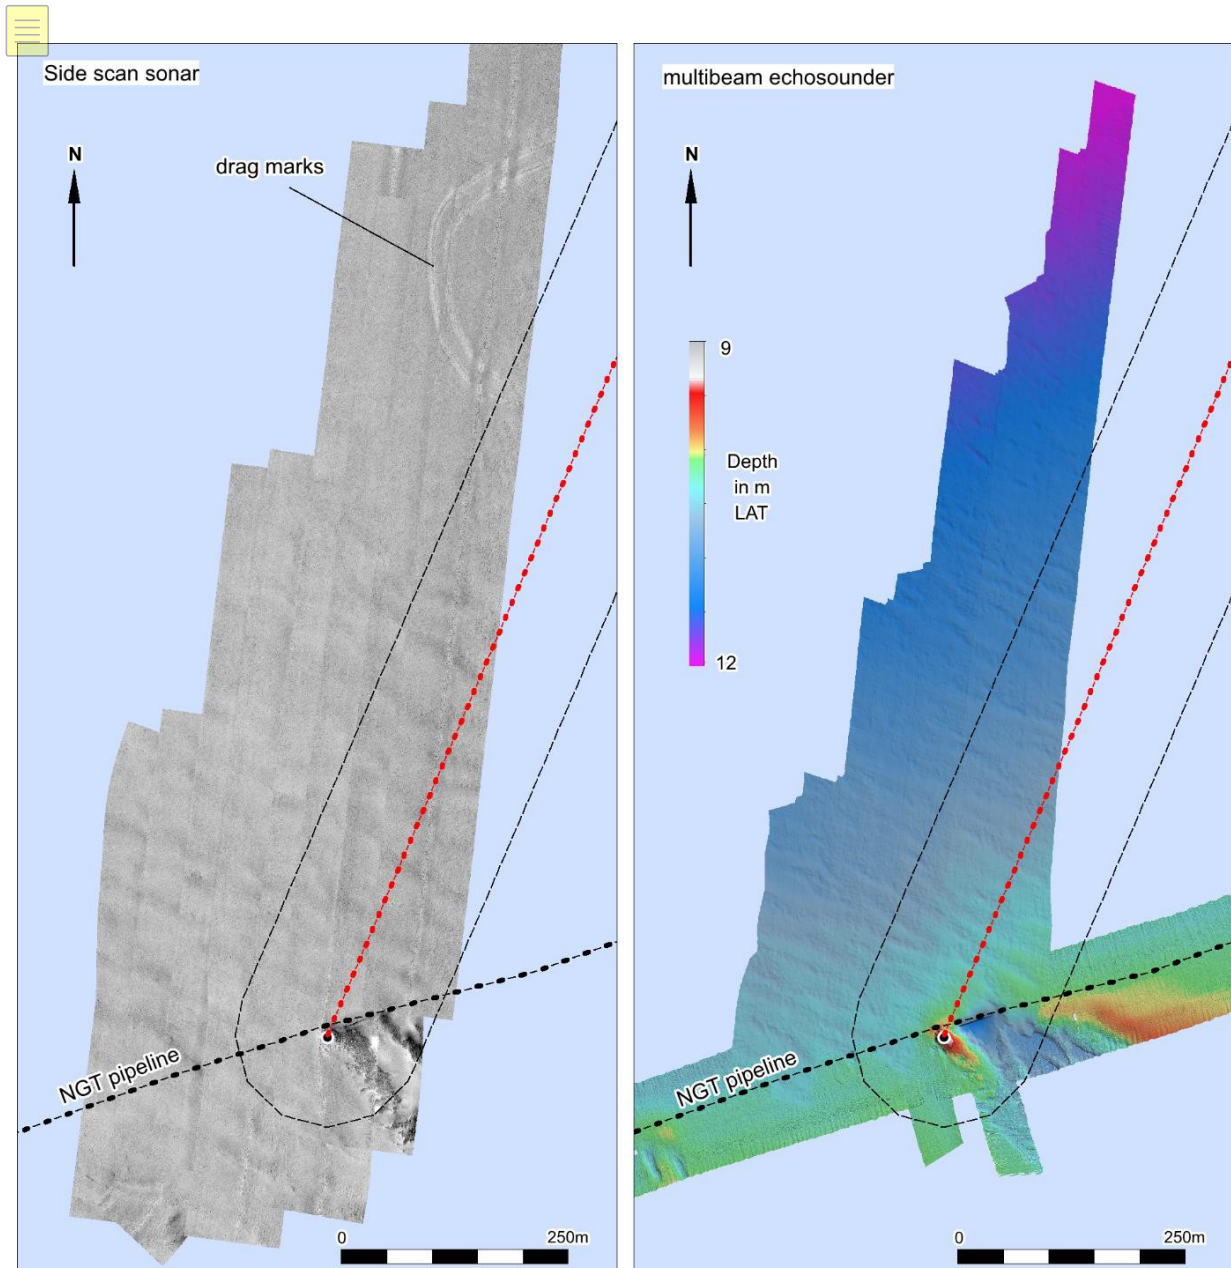 Side scan sonar
N
drag marks
NGT pipeline
0 250m
multibeam echosounder
N
9
Depth
in m
LAT
12
NGT pipeline
0 250m